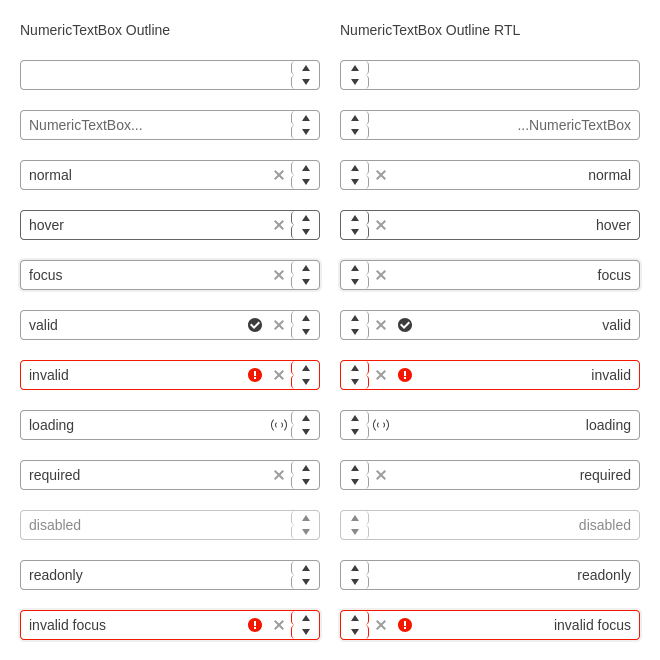 NumericTextBox Outline
NumericTextBox...
normal
hover
focus
valid
invalid
loading
required
disabled
readonly
invalid focus
NumericTextBox Outline RTL
...NumericTextBox
normal
hover
focus
valid
invalid
loading
required
disabled
readonly
invalid focus